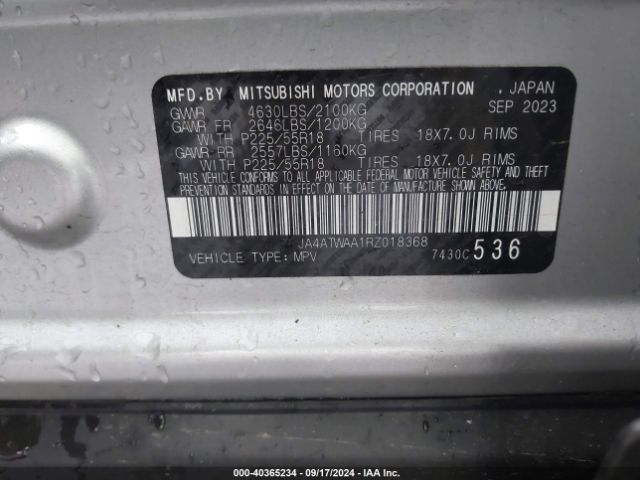 MFD.BY MITSUBISHI MOTORS CORPORATION , JAPAN
GVWR 4630LBS/2100KG SEP 2023
GAWR FR 2646LBS/1200KG
WITH P225/55R18 TIRES 18X7.0J RIMS
GAWR RR 2557LBS/1160KG
WITH P225/55R18 TIRES 18X7.0J RIMS
THIS VEHICLE CONFORMS TO ALL APPLICABLE FEDERAL MOTOR VEHICLE SAFETY AND THEFT
PREVENTION STANDARDS IN EFFECT ON THE DATE OF MANUFACTURE SHOWN ABOVE.
JA4ATWAA1RZ018368
VEHICLE TYPE: MPV 7430C 536
000-40365234 - 09/17/2024 - IAA Inc.